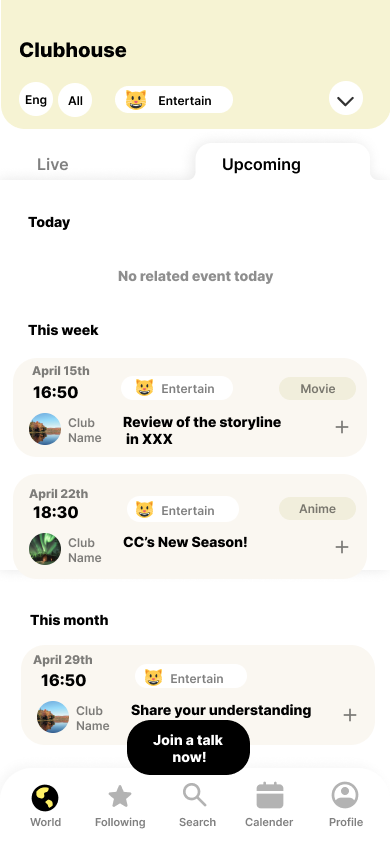 Clubhouse
Eng
All
Entertain
Live
Upcoming
Today
No related event today
This week
April 15th
16:50
Entertain
Movie
Club
Name
Review of the storyline
in XXX
April 22th
18:30
Entertain
Anime
Club
Name
CC's New Season!
This month
April 29th
16:50
Entertain
Club
Name
Share your understanding
Join a talk
now!
World
Following
Search
Calender
Profile